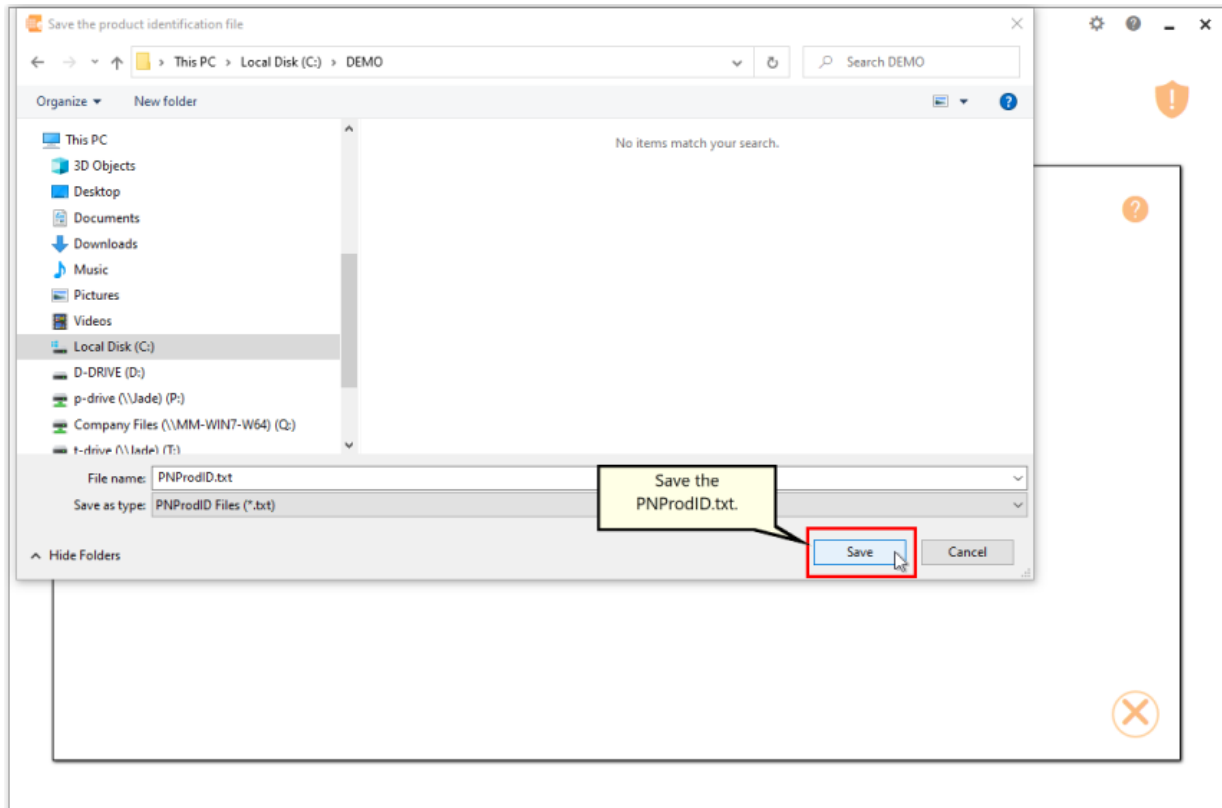 Save the product identification file
This PC > Local Disk (C:) > DEMO
Search DEMO
Organize
New folder
This PC
3D Objects
Desktop
Documents
Downloads
Music
Pictures
Videos
Local Disk (C:)
D-DRIVE (D:)
p-drive (\\Jade) (P:)
Company Files (\\MM-WIN7-W64) (Q:)
t-drive (\\Jade) (T:)
No items match your search.
File name: PNProdID.txt
Save as type: PNProdID Files (*.txt)
Save the
PNProdID.txt.
Hide Folders
Save
Cancel